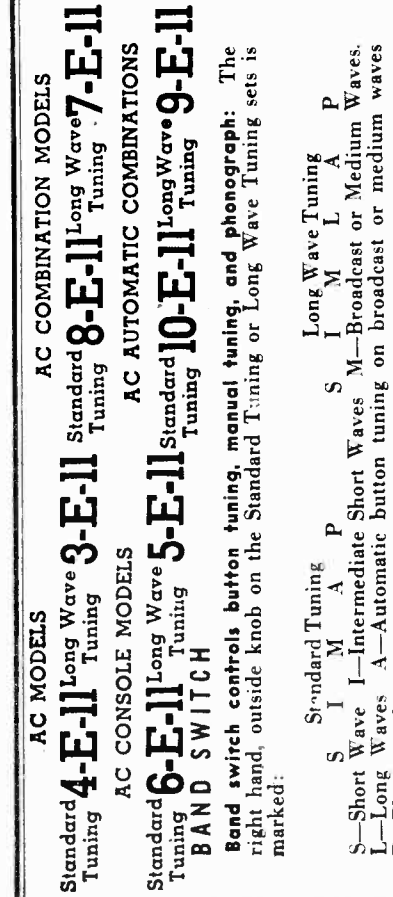 AC MODELS AC COMBINATION MODELS
Standard Tuning 4-E-11 Long Wave Tuning 3-E-11 Standard Tuning 8-E-11 Long Wave Tuning 7-E-11
AC CONSOLE MODELS AC AUTOMATIC COMBINATIONS
Standard Tuning 6-E-11 Long Wave Tuning 5-E-11 Standard Tuning 10-E-11 Long Wave Tuning 9-E-11
BAND SWITCH
Band switch controls button tuning, manual tuning, and phonograph: The
right hand, outside knob on the Standard Tuning or Long Wave Tuning sets is
marked:
Standard Tuning Long Wave Tuning
S I M A P S I M L A P
S—Short Wave I—Intermediate Short Waves M—Broadcast or Medium Waves.
L—Long Waves A—Automatic button tuning on broadcast or medium waves